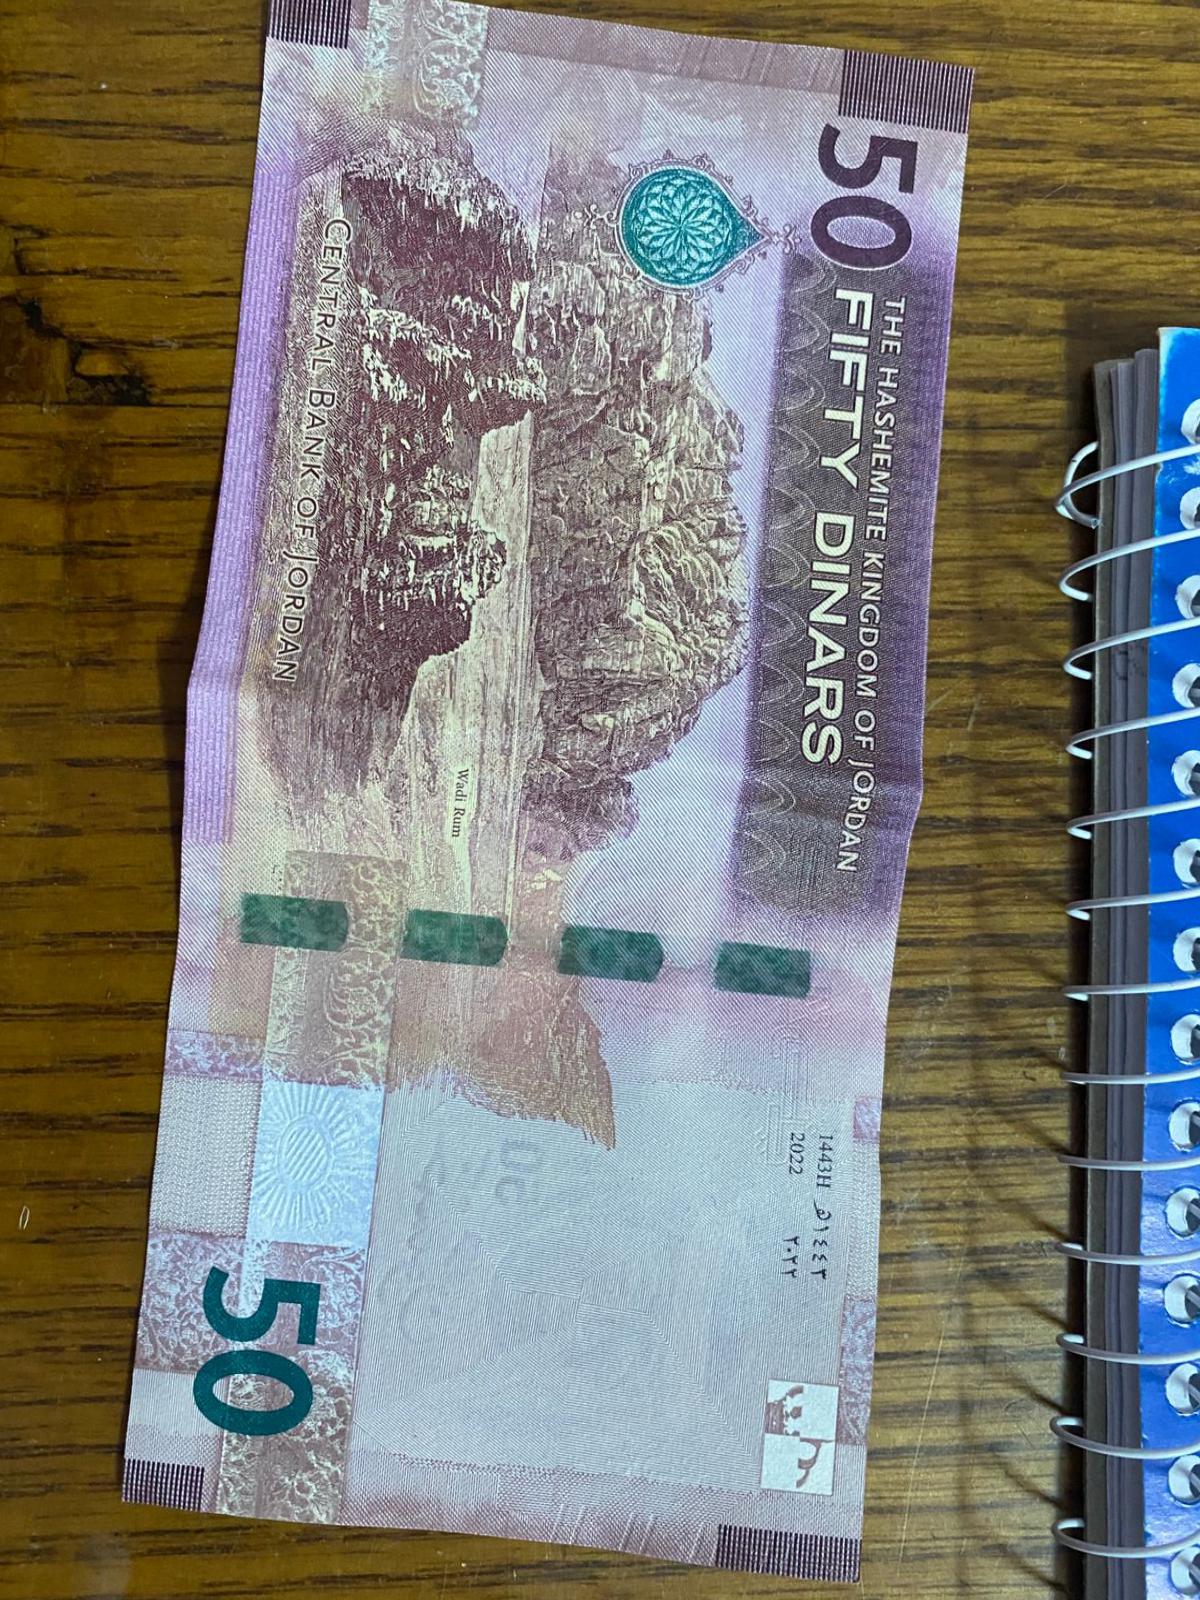 50
THE HASHEMITE KINGDOM OF JORDAN
FIFTY DINARS
1443H ١٤٤٣هـ
2022 ٢٠٢٢
Wadi Rum
CENTRAL BANK OF JORDAN
50